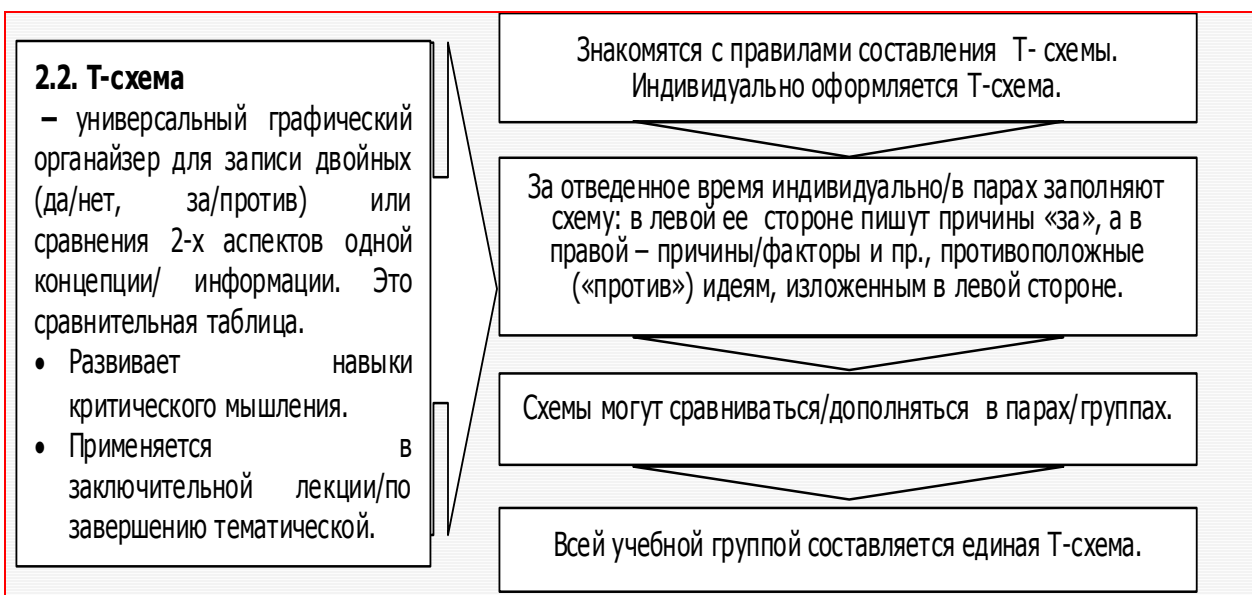 2.2. Т-схема
– универсальный графический
органайзер для записи двойных
(да/нет, за/против) или
сравнения 2-х аспектов одной
концепции/ информации. Это
сравнительная таблица.
• Развивает навыки
критического мышления.
• Применяется в
заключительной лекции/по
завершению тематической.
Знакомятся с правилами составления Т- схемы.
Индивидуально оформляется Т-схема.
За отведенное время индивидуально/в парах заполняют
схему: в левой ее стороне пишут причины «за», а в
правой – причины/факторы и пр., противоположные
(«против») идеям, изложенным в левой стороне.
Схемы могут сравниваться/дополняться в парах/группах.
Всей учебной группой составляется единая Т-схема.